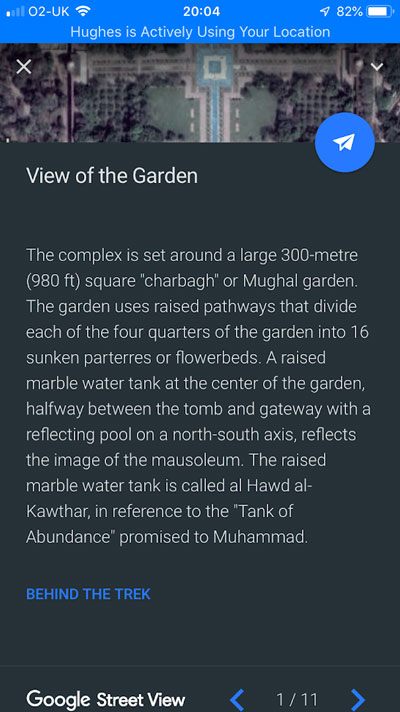 O2-UK 20:04 82%
Hughes is Actively Using Your Location
View of the Garden
The complex is set around a large 300-metre
(980 ft) square "charbagh" or Mughal garden.
The garden uses raised pathways that divide
each of the four quarters of the garden into 16
sunken parterres or flowerbeds. A raised
marble water tank at the center of the garden,
halfway between the tomb and gateway with a
reflecting pool on a north-south axis, reflects
the image of the mausoleum. The raised
marble water tank is called al Hawd al-
Kawthar, in reference to the "Tank of
Abundance" promised to Muhammad.
BEHIND THE TREK
Google Street View 1 / 11